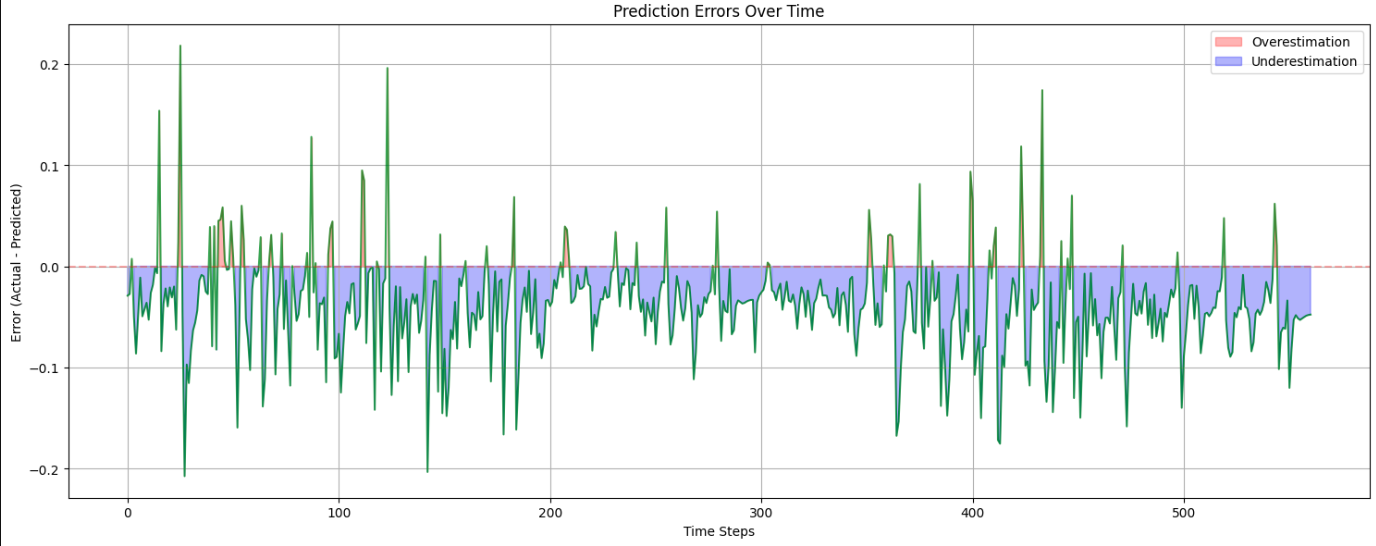 Prediction Errors Over Time
Overestimation
Underestimation
Error (Actual - Predicted)
0.2
0.1
0.0
−0.1
−0.2
0
100
200
300
400
500
Time Steps